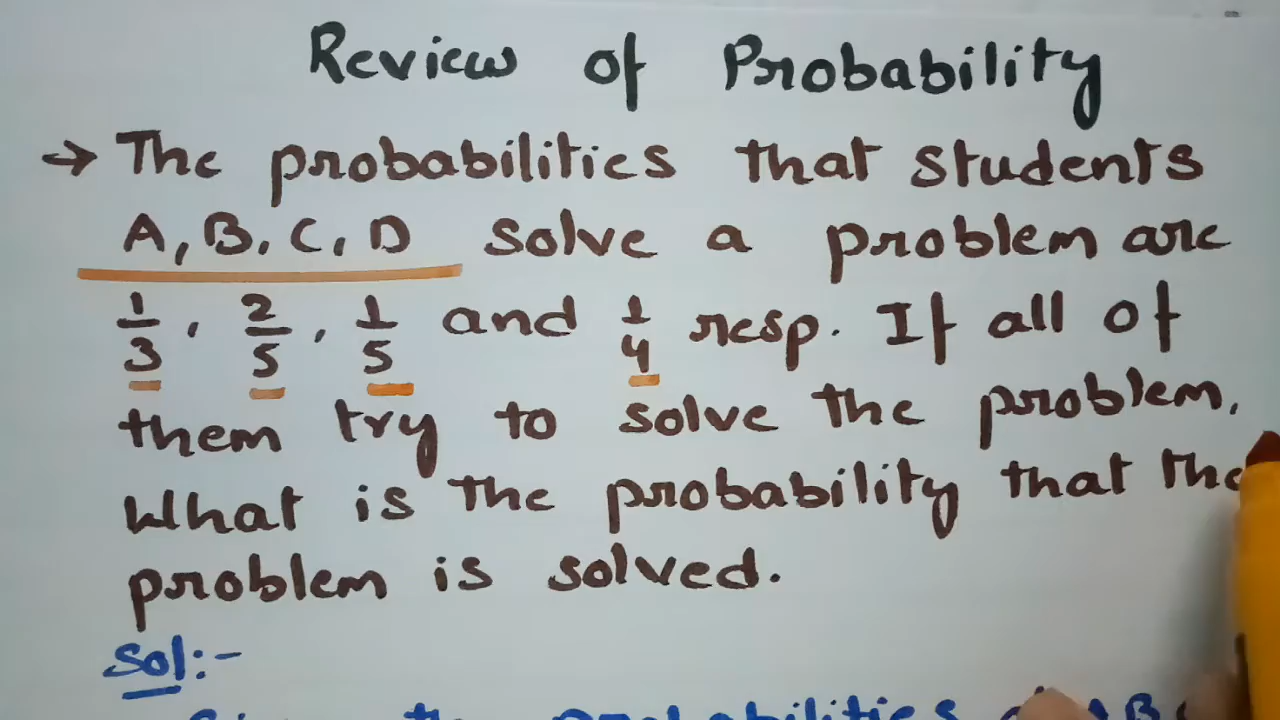 Review of Probability
→ The probabilities that students
A, B, C, D solve a problem are
1/3, 2/5, 1/5 and 1/4 resp. If all of
them try to solve the problem.
What is the probability that the
problem is solved.
Sol:-